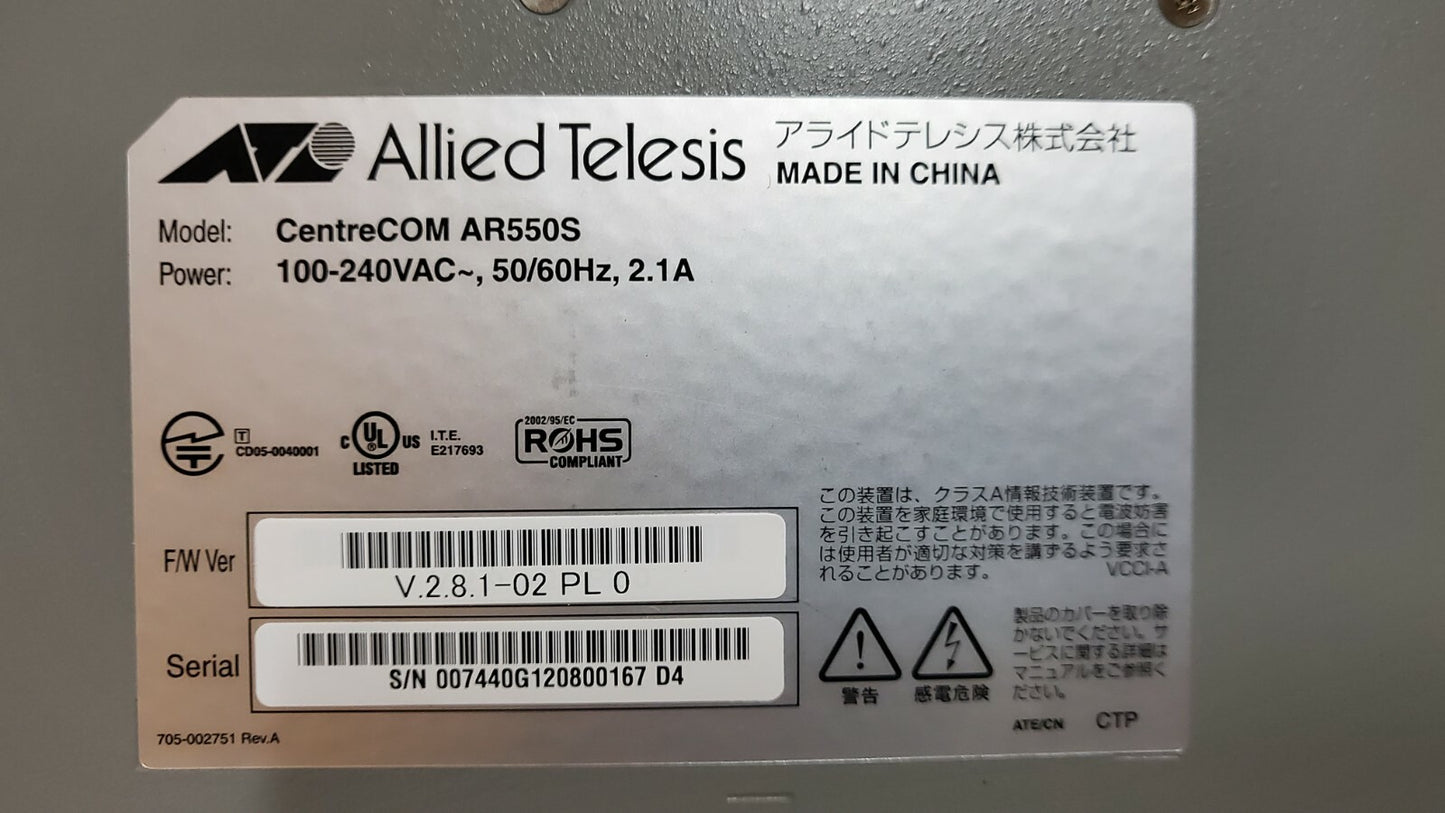 Allied Telesis
アライドテレシス株式会社
MADE IN CHINA
Model: CentreCOM AR550S
Power: 100-240VAC~, 50/60Hz, 2.1A
T
CD05-0040001
C UL US
®
LISTED
I.T.E.
E217693
2002/95/EC
ROHS
COMPLIANT
この装置は、クラスA情報技術装置です。
この装置を家庭環境で使用すると電波妨害
を引き起こすことがあります。この場合に
は使用者が適切な対策を講ずるよう要求さ
れることがあります。 VCCI-A
F/W Ver
V.2.8.1-02 PL 0
Serial
S/N 007440G120800167 D4
警告
感電危険
製品のカバーを取り除
かないでください。サ
ービスに関する詳細は
マニュアルをご参照く
ださい。
705-002751 Rev.A
ATE/CN CTP